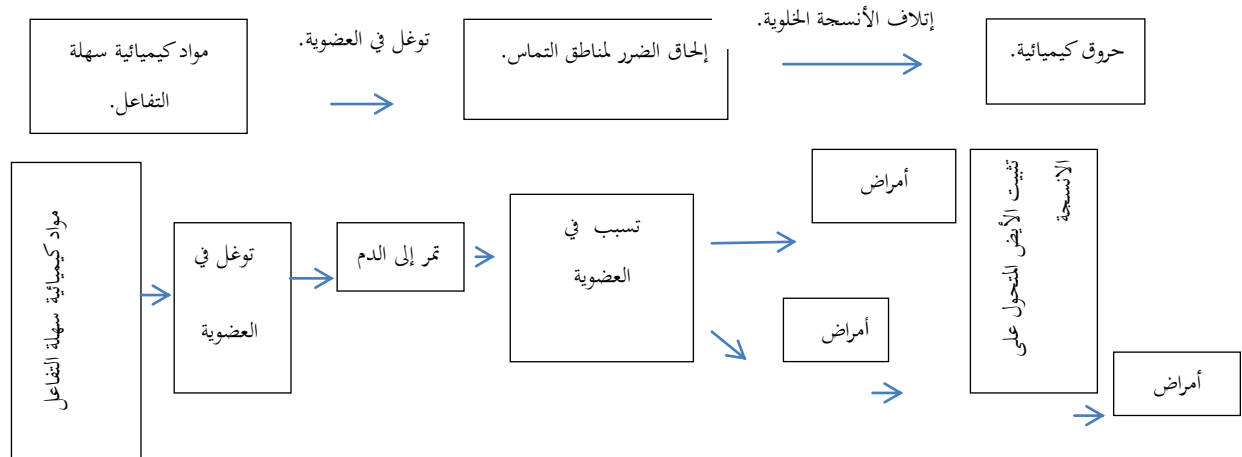 مواد كيميائية سهلة
التفاعل.
توغل في العضوية.
إلحاق الضرر لمناطق التماس.
إتلاف الأنسجة الخلوية.
حروق كيميائية.
مواد كيميائية سهلة التفاعل
توغل في
العضوية
تمر إلى الدم
تسبب في
العضوية
أمراض
أمراض
تثبيت الأيض المتحول على
الانسجة
أمراض